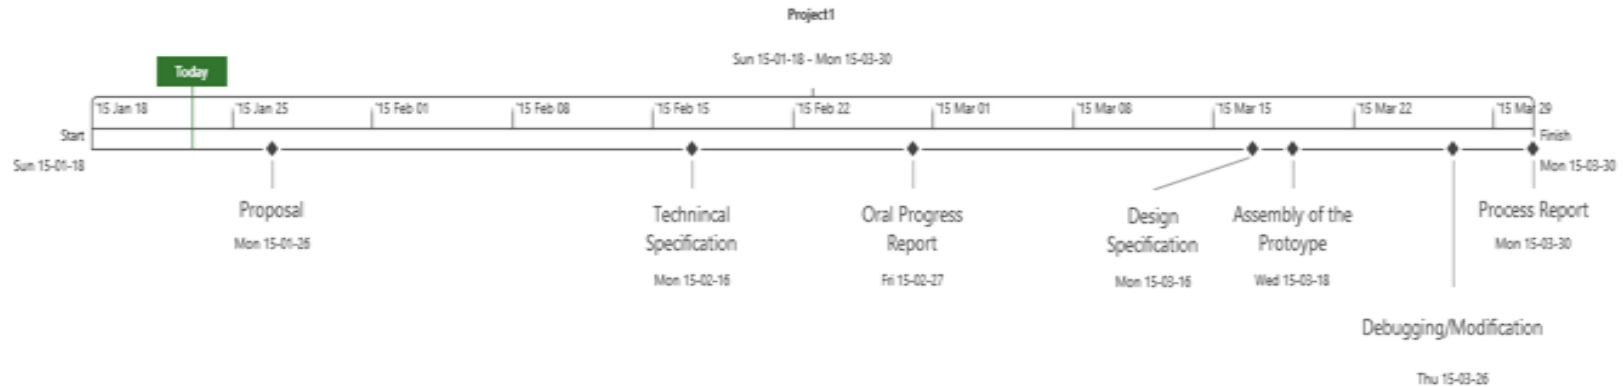 Project1
Sun 15-01-18 - Mon 15-03-30
Today
'15 Jan 18
'15 Jan 25
'15 Feb 01
'15 Feb 08
'15 Feb 15
'15 Feb 22
'15 Mar 01
'15 Mar 08
'15 Mar 15
'15 Mar 22
'15 Mar 29
Start
Sun 15-01-18
Finish
Mon 15-03-30
Proposal
Mon 15-01-26
Technincal
Specification
Mon 15-02-16
Oral Progress
Report
Fri 15-02-27
Design
Specification
Mon 15-03-16
Assembly of the
Protoype
Wed 15-03-18
Process Report
Mon 15-03-30
Debugging/Modification
Thu 15-03-26